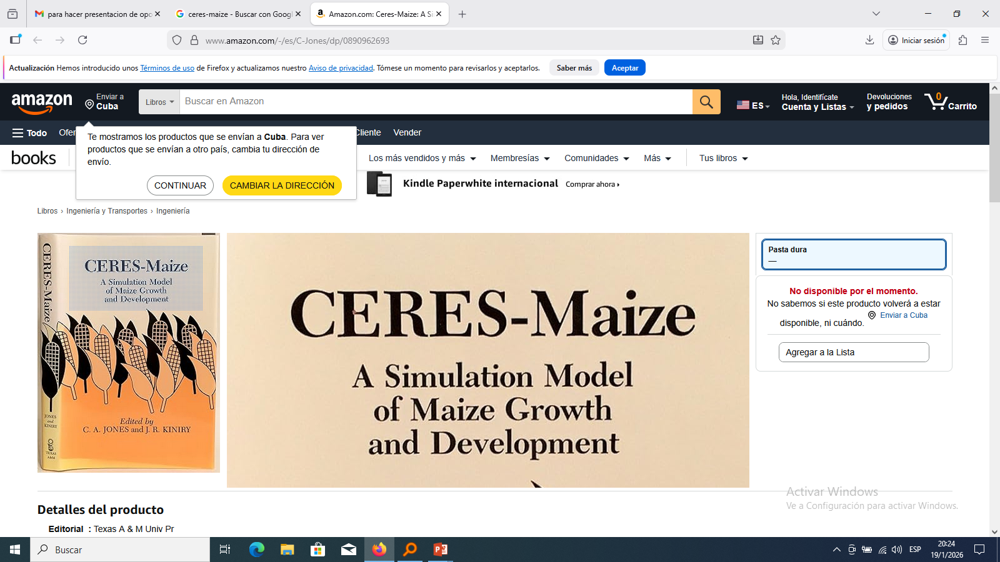 para hacer presentacion de opo
ceres-maize - Buscar con Googl
Amazon.com: Ceres-Maize: A Si
www.amazon.com/-/es/C-Jones/dp/0890962693
Iniciar sesión
Actualización Hemos introducido unos Términos de uso de Firefox y actualizamos nuestro Aviso de privacidad. Tómese un momento para revisarlos y aceptarlos.
Saber más
Aceptar
amazon
Enviar a
Cuba
Libros
Buscar en Amazon
ES
Hola, Identifícate
Cuenta y Listas
Devoluciones
y pedidos
0
Carrito
Todo
Ofer
Cliente
Vender
Te mostramos los productos que se envían a Cuba. Para ver
productos que se envían a otro país, cambia tu dirección de
envío.
CONTINUAR
CAMBIAR LA DIRECCIÓN
books
Los más vendidos y más
Membresías
Comunidades
Más
Tus libros
Kindle Paperwhite internacional
Comprar ahora
Libros › Ingeniería y Transportes › Ingeniería
CERES-Maize
CERES-Maize
A Simulation Model
of Maize Growth
and Development
Edited by
C. A. JONES and J. R. KINIRY
JONES
and
KINIRY
TEXAS
A&M
CERES-Maize
A Simulation Model
of Maize Growth
and Development
Pasta dura
—
No disponible por el momento.
No sabemos si este producto volverá a estar
disponible, ni cuándo.
Enviar a Cuba
Agregar a la Lista
Detalles del producto
Editorial : Texas A & M Univ Pr
Activar Windows
Ve a Configuración para activar Windows.
Buscar
ESP
20:24
19/1/2026